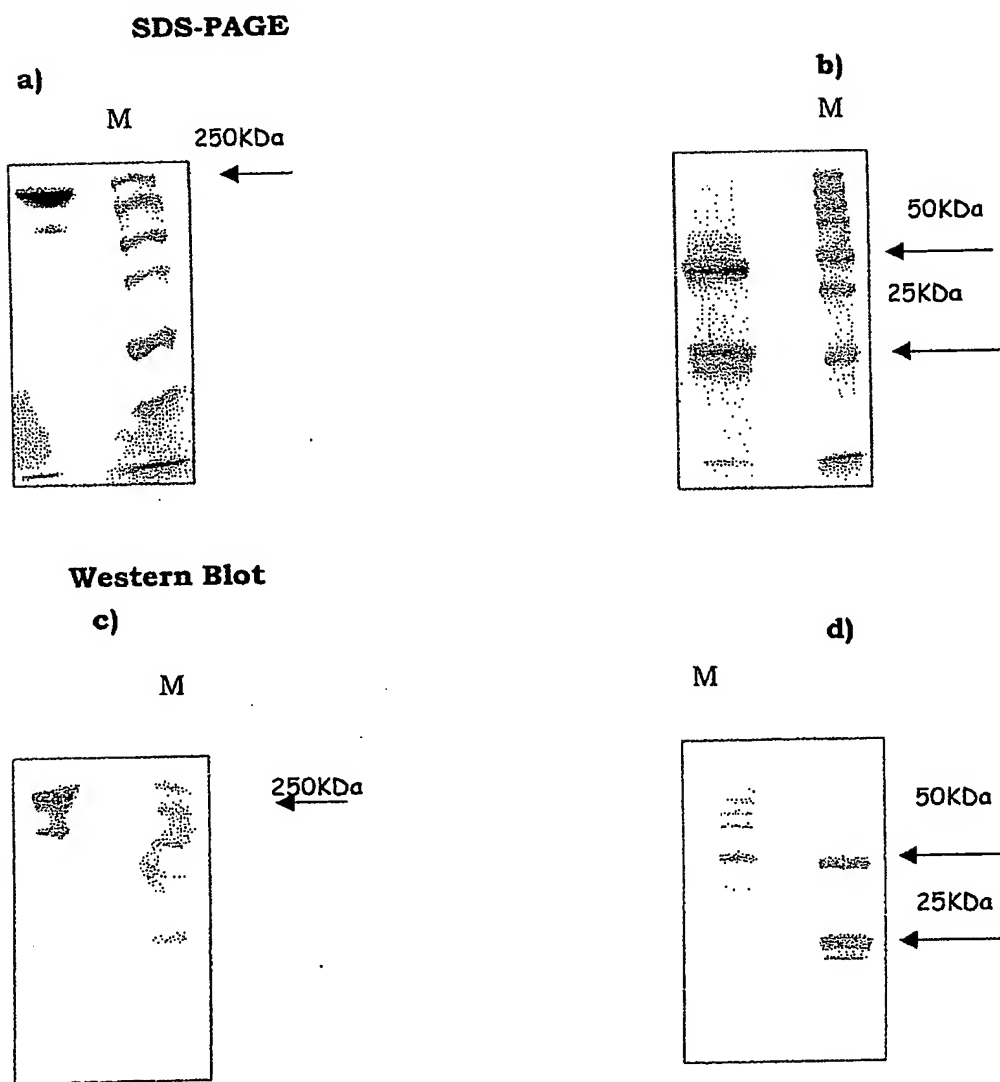 SDS-PAGE
a)
M
250KDa
b)
M
50KDa
25KDa
Western Blot
c)
M
250KDa
d)
M
50KDa
25KDa